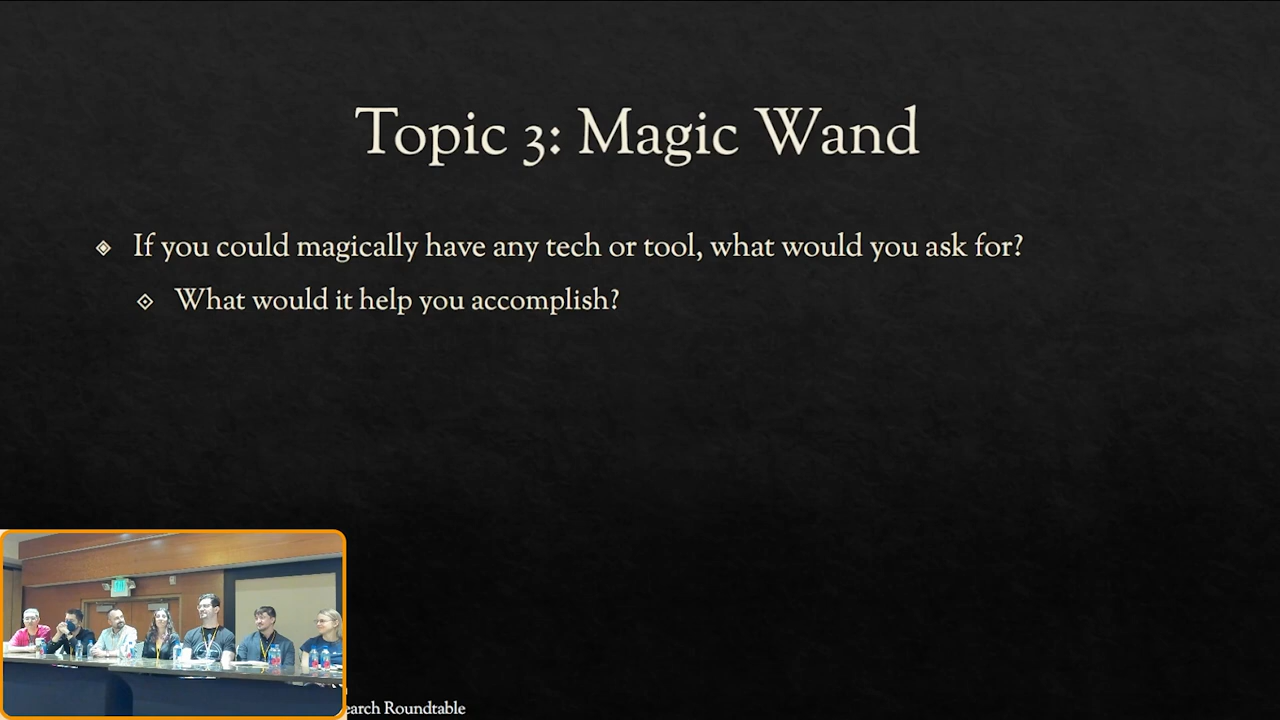 Topic 3: Magic Wand
If you could magically have any tech or tool, what would you ask for?
What would it help you accomplish?
earch Roundtable